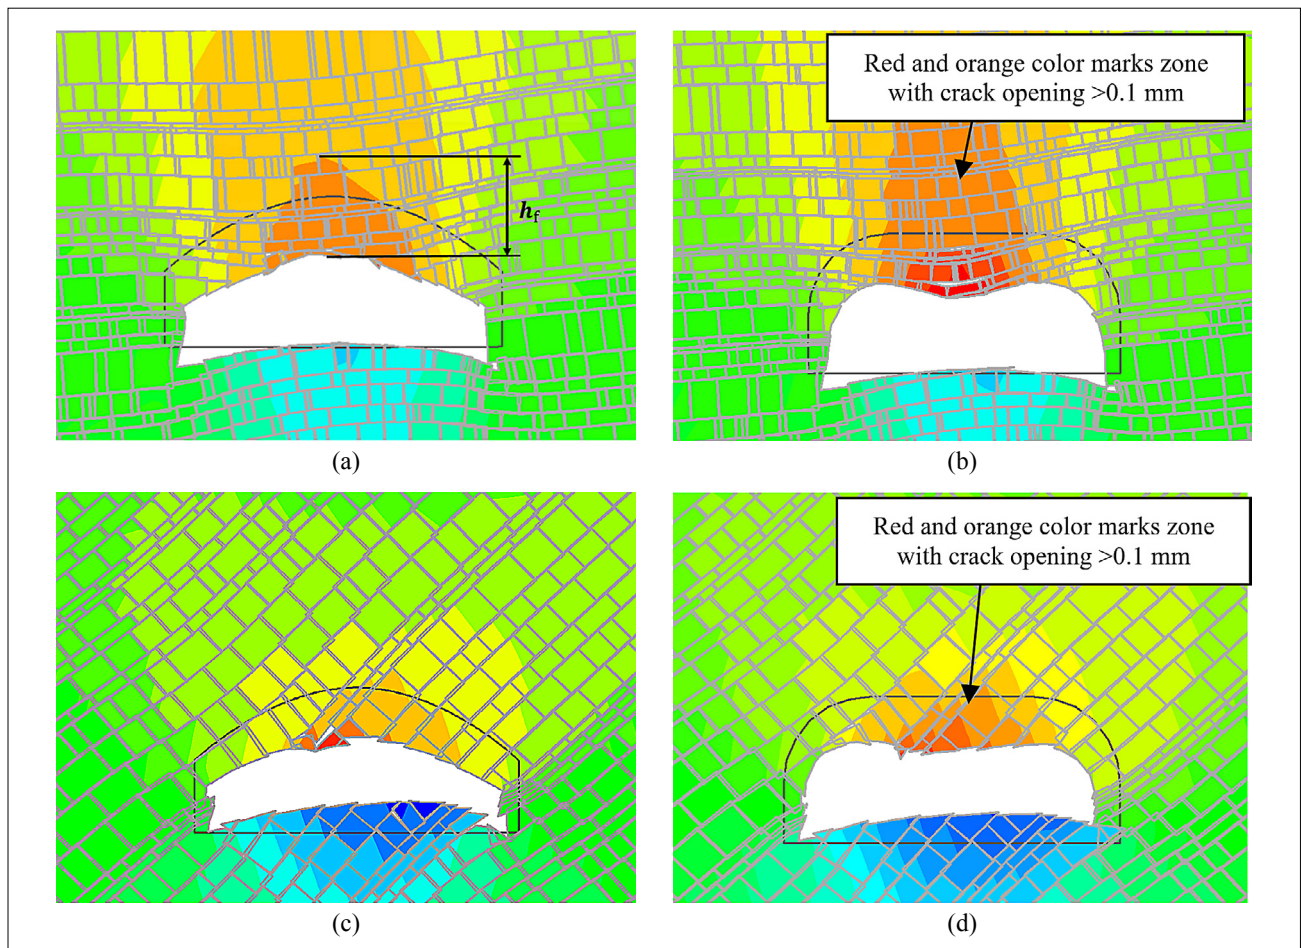 Red and orange color marks zone
with crack opening >0.1 mm
h_f
(a)
(b)
Red and orange color marks zone
with crack opening >0.1 mm
(c)
(d)